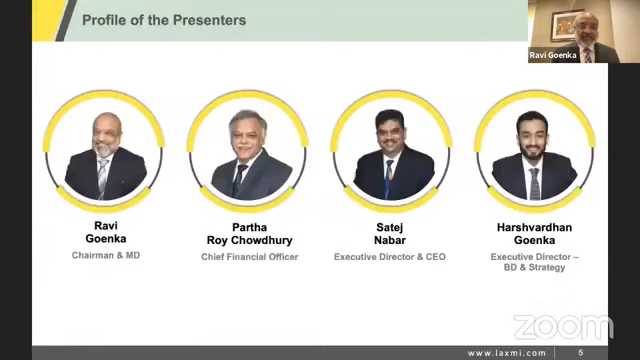 Profile of the Presenters
Ravi Goenka
Ravi
Goenka
Chairman & MD
Partha
Roy Chowdhury
Chief Financial Officer
Satej
Nabar
Executive Director & CEO
Harshvardhan
Goenka
Executive Director –
BD & Strategy
zoom
www.laxmi.com
5